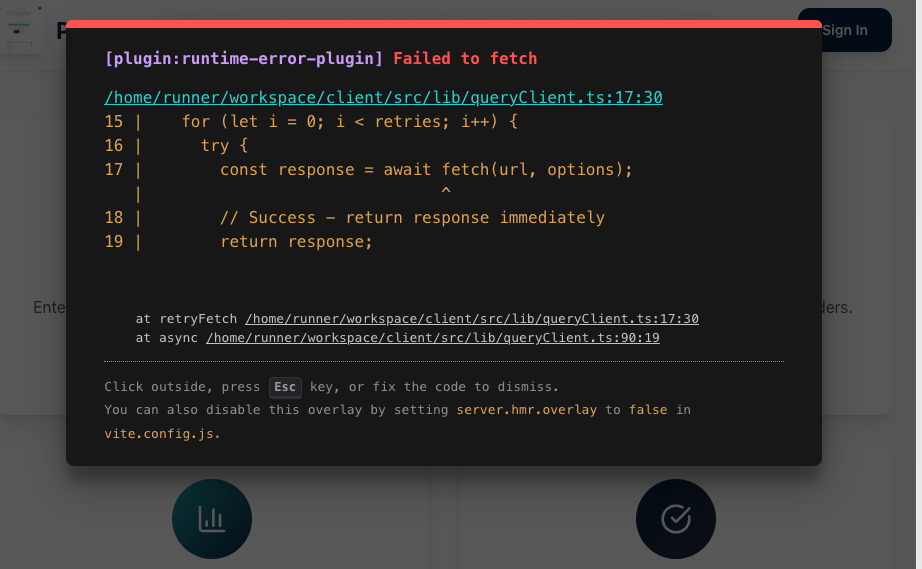 P
Sign In
[plugin:runtime-error-plugin] Failed to fetch
/home/runner/workspace/client/src/lib/queryClient.ts:17:30
15 |    for (let i = 0; i < retries; i++) {
16 |      try {
17 |        const response = await fetch(url, options);
   |                               ^
18 |        // Success – return response immediately
19 |        return response;
Ente
ders.
at retryFetch /home/runner/workspace/client/src/lib/queryClient.ts:17:30
at async /home/runner/workspace/client/src/lib/queryClient.ts:90:19
Click outside, press Esc key, or fix the code to dismiss.
You can also disable this overlay by setting server.hmr.overlay to false in
vite.config.js.